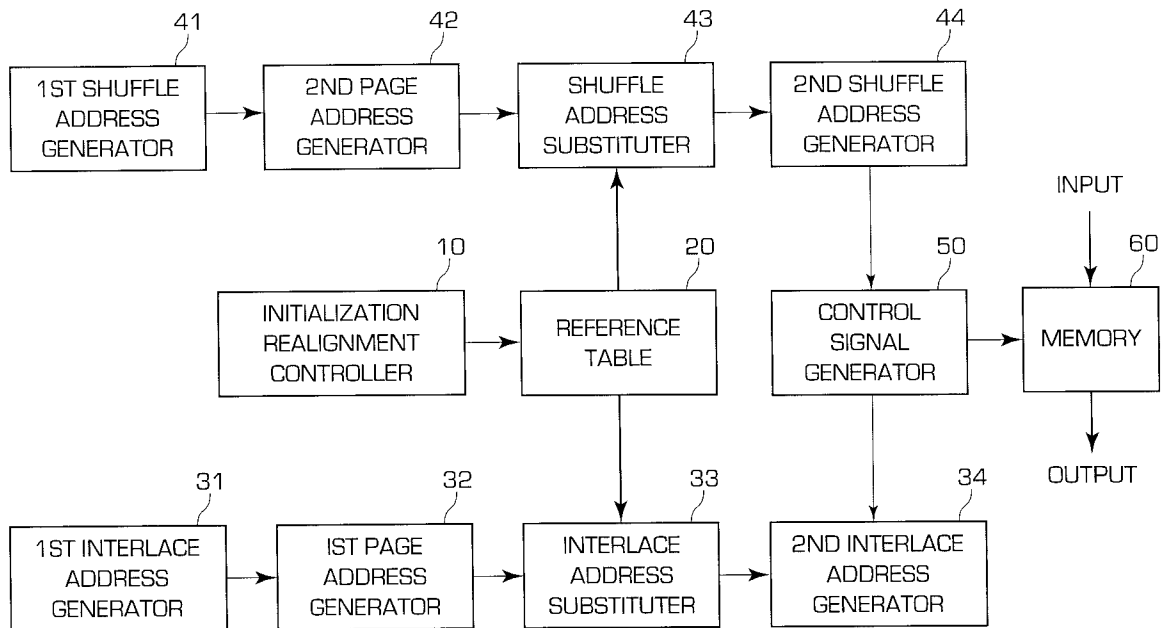 41
1ST SHUFFLE
ADDRESS
GENERATOR
42
2ND PAGE
ADDRESS
GENERATOR
43
SHUFFLE
ADDRESS
SUBSTITUTER
44
2ND SHUFFLE
ADDRESS
GENERATOR
INPUT
10
INITIALIZATION
REALIGNMENT
CONTROLLER
20
REFERENCE
TABLE
50
CONTROL
SIGNAL
GENERATOR
60
MEMORY
OUTPUT
31
1ST INTERLACE
ADDRESS
GENERATOR
32
IST PAGE
ADDRESS
GENERATOR
33
INTERLACE
ADDRESS
SUBSTITUTER
34
2ND INTERLACE
ADDRESS
GENERATOR